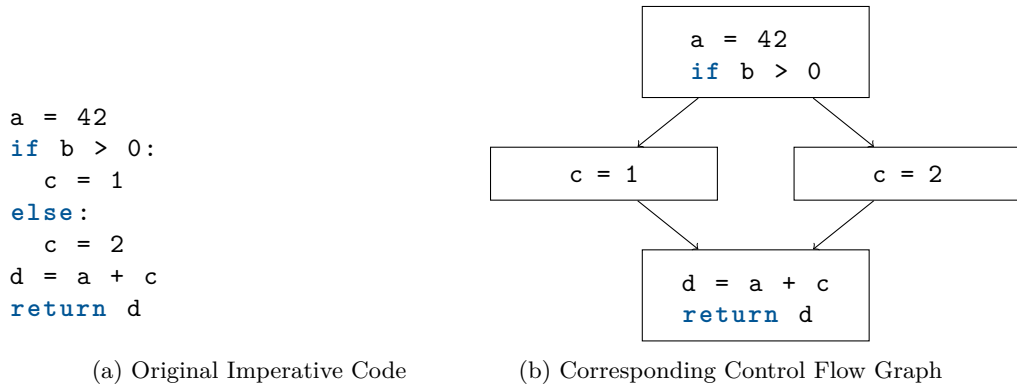 a = 42
if b > 0:
  c = 1
else:
  c = 2
d = a + c
return d
(a) Original Imperative Code
a = 42
if b > 0
c = 1
c = 2
d = a + c
return d
(b) Corresponding Control Flow Graph